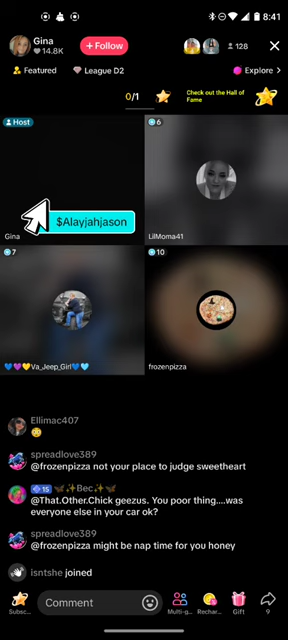 8:41
Gina
14.8K
+ Follow
128
Featured
League D2
Explore >
0/1
Check out the Hall of
Fame
Host
6
$Alayjahjason
Gina
LilMoma41
7
10
💙💜💛💙Va_Jeep_Girl💙💙
frozenpizza
Ellimac407
😳
spreadlove389
@frozenpizza not your place to judge sweetheart
15 🦋✨Bec✨🦋
@That.Other.Chick geezus. You poor thing....was
everyone else in your car ok?
spreadlove389
@frozenpizza might be nap time for you honey
isntshe joined
Subsc...
Comment
Multi-g...
Rechar...
Gift
9